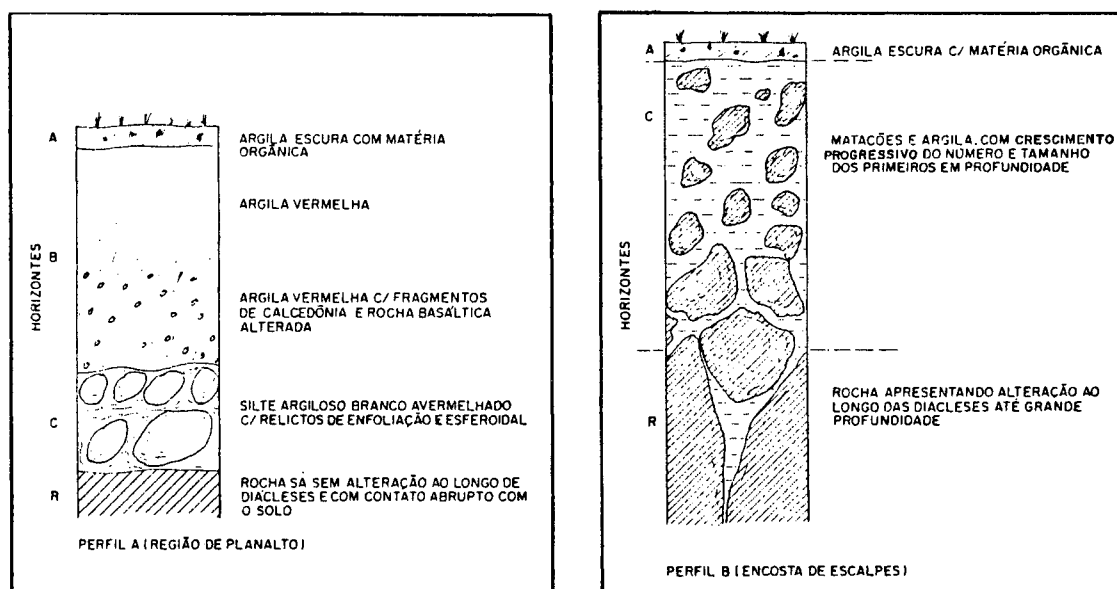 A
ARGILA ESCURA COM MATÉRIA
ORGÂNICA
ARGILA VERMELHA
HORIZONTES
B
ARGILA VERMELHA C/ FRAGMENTOS
DE CALCEDÔNIA E ROCHA BASÁLTICA
ALTERADA
C
SILTE ARGILOSO BRANCO AVERMELHADO
C/ RELICTOS DE ENFOLIAÇÃO E ESFEROIDAL
R
ROCHA SÃ SEM ALTERAÇÃO AO LONGO DE
DIÁCLESES E COM CONTATO ABRUPTO COM
O SOLO
PERFIL A (REGIÃO DE PLANALTO)
A
ARGILA ESCURA C/ MATÉRIA ORGÂNICA
C
MATACÕES E ARGILA, COM CRESCIMENTO
PROGRESSIVO DO NÚMERO E TAMANHO
DOS PRIMEIROS EM PROFUNDIDADE
HORIZONTES
R
ROCHA APRESENTANDO ALTERAÇÃO AO
LONGO DAS DIACLESES ATÉ GRANDE
PROFUNDIDADE
PERFIL B (ENCOSTA DE ESCALPES)